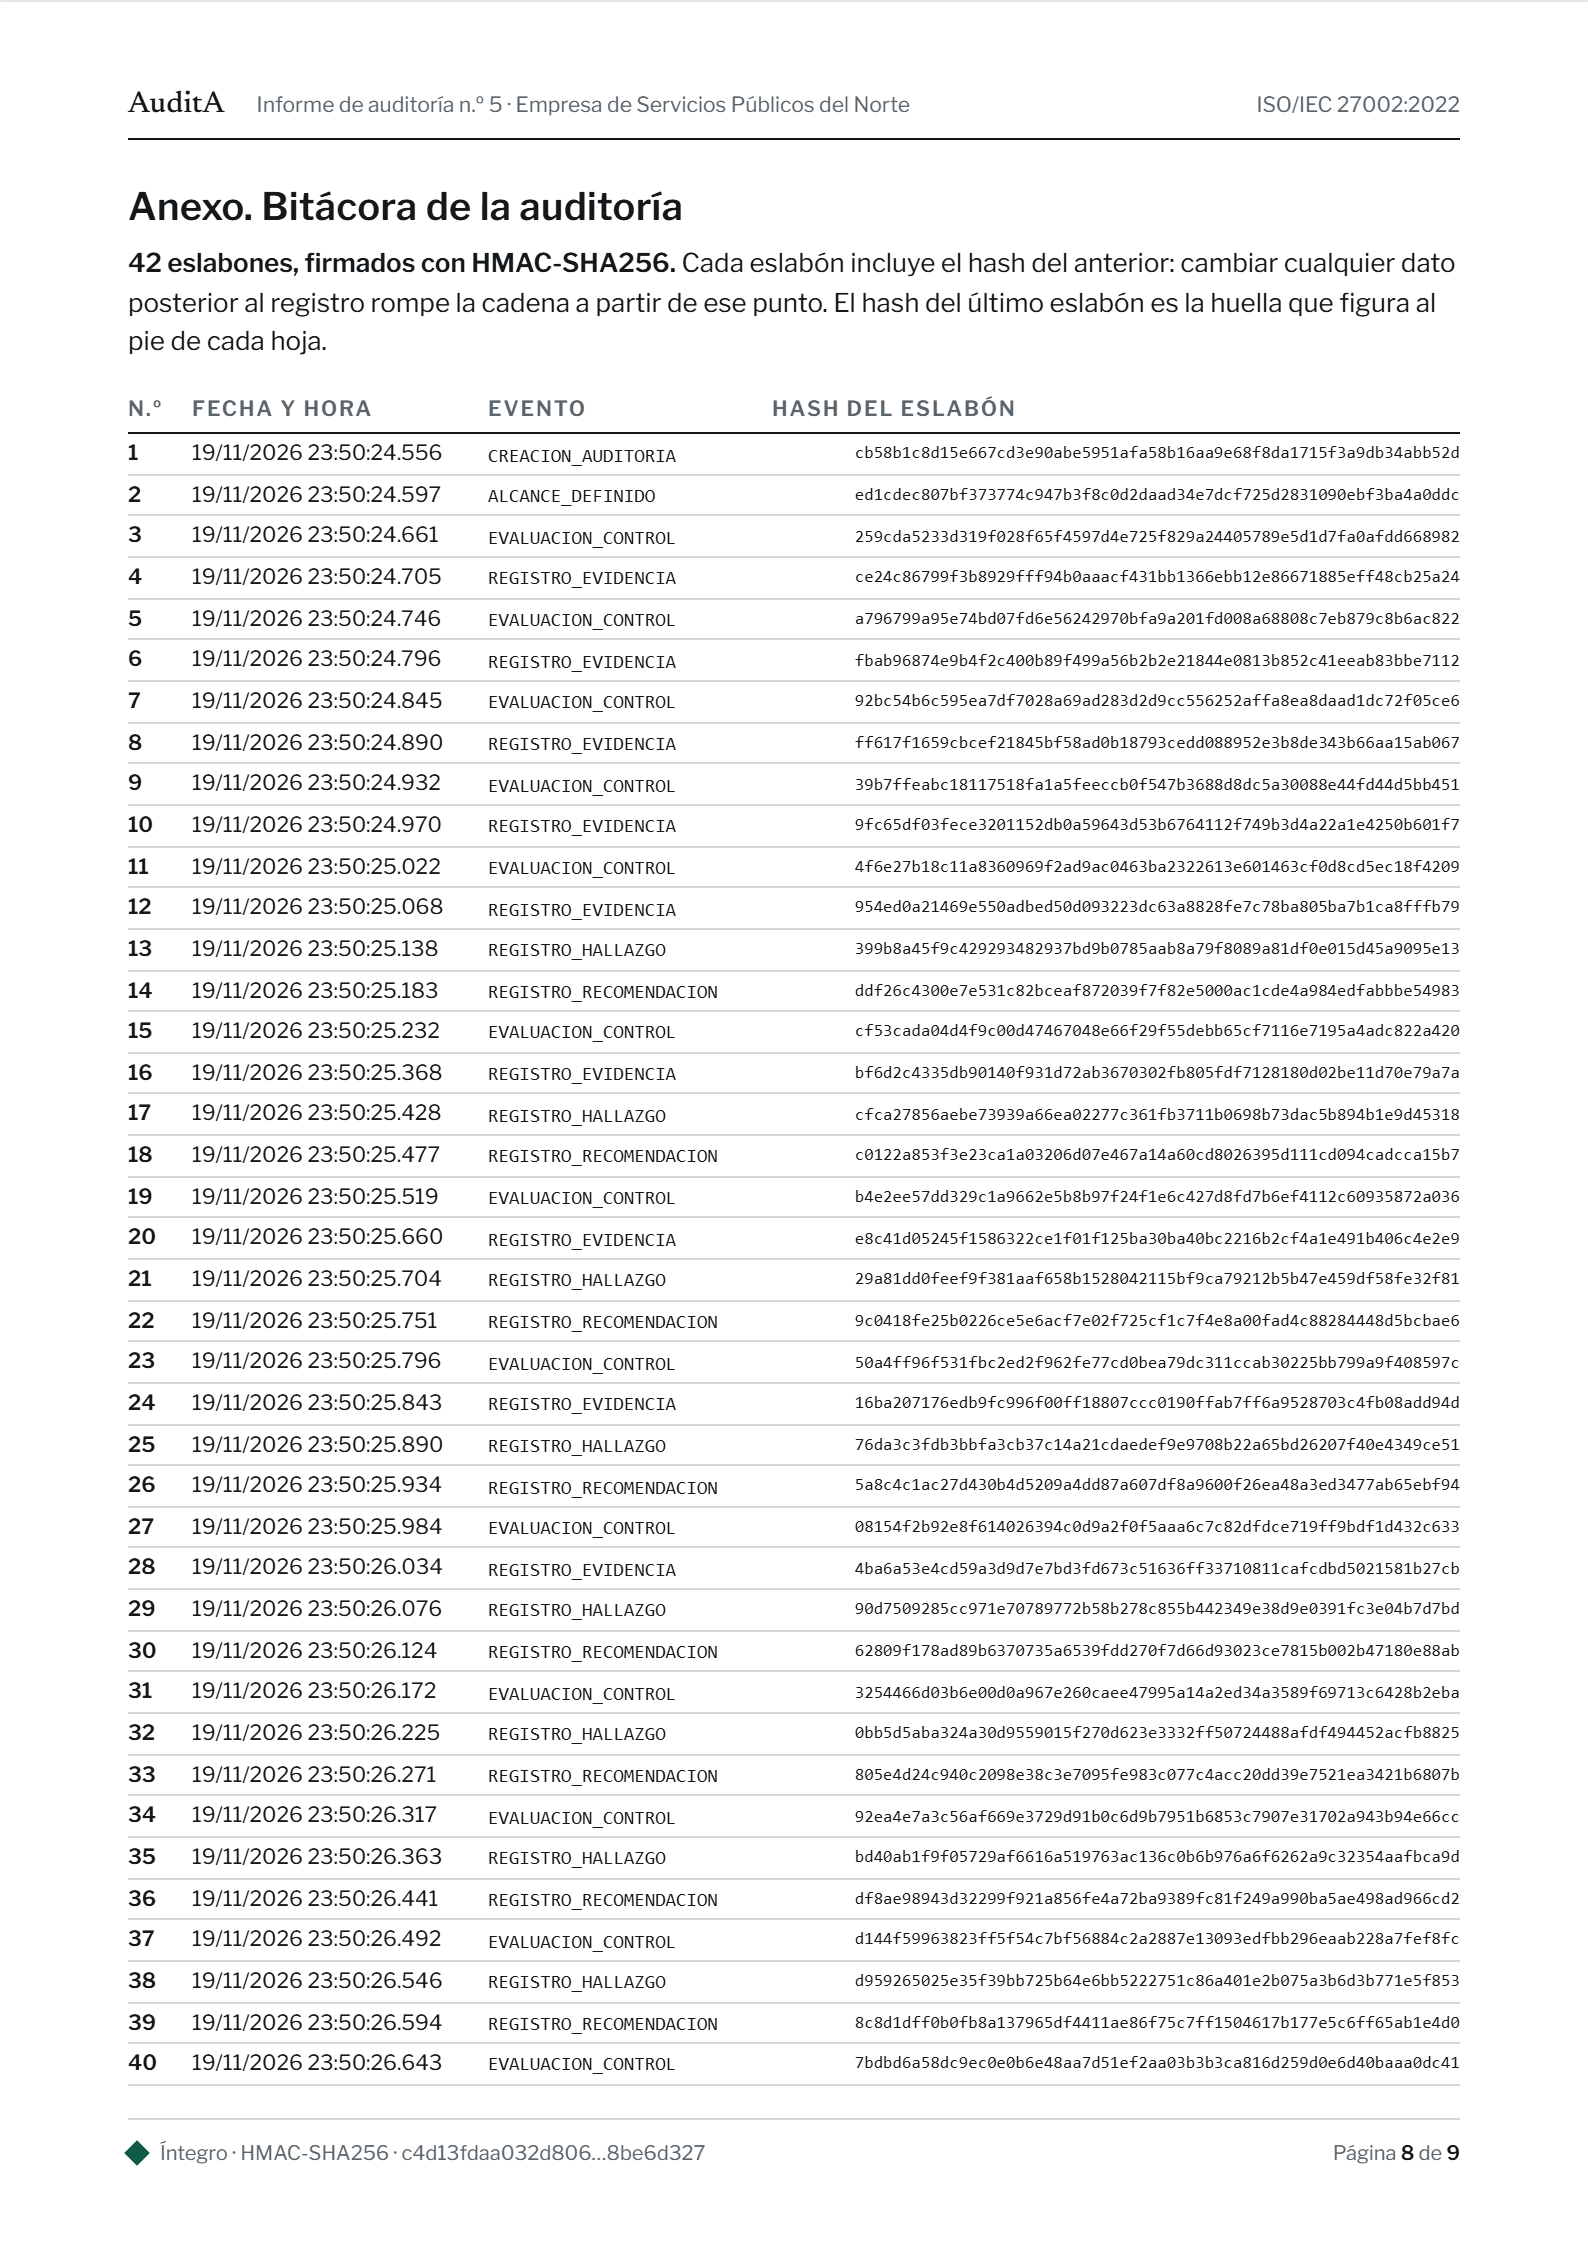 AuditA Informe de auditoría n.º 5 · Empresa de Servicios Públicos del Norte ISO/IEC 27002:2022
Anexo. Bitácora de la auditoría
42 eslabones, firmados con HMAC-SHA256. Cada eslabón incluye el hash del anterior: cambiar cualquier dato
posterior al registro rompe la cadena a partir de ese punto. El hash del último eslabón es la huella que figura al
pie de cada hoja.
N.º FECHA Y HORA EVENTO HASH DEL ESLABÓN
1 19/11/2026 23:50:24.556 CREACION_AUDITORIA cb58b1c8d15e667cd3e90abe5951afa58b16aa9e68f8da1715f3a9db34abb52d
2 19/11/2026 23:50:24.597 ALCANCE_DEFINIDO ed1cdec807bf373774c947b3f8c0d2daad34e7dcf725d2831090ebf3ba4a0ddc
3 19/11/2026 23:50:24.661 EVALUACION_CONTROL 259cda5233d319f028f65f4597d4e725f829a24405789e5d1d7fa0afdd668982
4 19/11/2026 23:50:24.705 REGISTRO_EVIDENCIA ce24c86799f3b8929fff94b0aaacf431bb1366ebb12e86671885eff48cb25a24
5 19/11/2026 23:50:24.746 EVALUACION_CONTROL a796799a95e74bd07fd6e56242970bfa9a201fd008a68808c7eb879c8b6ac822
6 19/11/2026 23:50:24.796 REGISTRO_EVIDENCIA fbab96874e9b4f2c400b89f499a56b2b2e21844e0813b852c41eeab83bbe7112
7 19/11/2026 23:50:24.845 EVALUACION_CONTROL 92bc54b6c595ea7df7028a69ad283d2d9cc556252affa8ea8daad1dc72f05ce6
8 19/11/2026 23:50:24.890 REGISTRO_EVIDENCIA ff617f1659cbcef21845bf58ad0b18793cedd088952e3b8de343b66aa15ab067
9 19/11/2026 23:50:24.932 EVALUACION_CONTROL 39b7ffeabc18117518fa1a5feeccb0f547b3688d8dc5a30088e44fd44d5bb451
10 19/11/2026 23:50:24.970 REGISTRO_EVIDENCIA 9fc65df03fece3201152db0a59643d53b6764112f749b3d4a22a1e4250b601f7
11 19/11/2026 23:50:25.022 EVALUACION_CONTROL 4f6e27b18c11a8360969f2ad9ac0463ba2322613e601463cf0d8cd5ec18f4209
12 19/11/2026 23:50:25.068 REGISTRO_EVIDENCIA 954ed0a21469e550adbed50d093223dc63a8828fe7c78ba805ba7b1ca8fffb79
13 19/11/2026 23:50:25.138 REGISTRO_HALLAZGO 399b8a45f9c429293482937bd9b0785aab8a79f8089a81df0e015d45a9095e13
14 19/11/2026 23:50:25.183 REGISTRO_RECOMENDACION ddf26c4300e7e531c82bceaf872039f7f82e5000ac1cde4a984edfabbbe54983
15 19/11/2026 23:50:25.232 EVALUACION_CONTROL cf53cada04d4f9c00d47467048e66f29f55debb65cf7116e7195a4adc822a420
16 19/11/2026 23:50:25.368 REGISTRO_EVIDENCIA bf6d2c4335db90140f931d72ab3670302fb805fdf7128180d02be11d70e79a7a
17 19/11/2026 23:50:25.428 REGISTRO_HALLAZGO cfca27856aebe73939a66ea02277c361fb3711b0698b73dac5b894b1e9d45318
18 19/11/2026 23:50:25.477 REGISTRO_RECOMENDACION c0122a853f3e23ca1a03206d07e467a14a60cd8026395d111cd094cadcca15b7
19 19/11/2026 23:50:25.519 EVALUACION_CONTROL b4e2ee57dd329c1a9662e5b8b97f24f1e6c427d8fd7b6ef4112c60935872a036
20 19/11/2026 23:50:25.660 REGISTRO_EVIDENCIA e8c41d05245f1586322ce1f01f125ba30ba40bc2216b2cf4a1e491b406c4e2e9
21 19/11/2026 23:50:25.704 REGISTRO_HALLAZGO 29a81dd0feef9f381aaf658b1528042115bf9ca79212b5b47e459df58fe32f81
22 19/11/2026 23:50:25.751 REGISTRO_RECOMENDACION 9c0418fe25b0226ce5e6acf7e02f725cf1c7f4e8a00fad4c88284448d5bcbae6
23 19/11/2026 23:50:25.796 EVALUACION_CONTROL 50a4ff96f531fbc2ed2f962fe77cd0bea79dc311ccab30225bb799a9f408597c
24 19/11/2026 23:50:25.843 REGISTRO_EVIDENCIA 16ba207176edb9fc996f00ff18807ccc0190ffab7ff6a9528703c4fb08add94d
25 19/11/2026 23:50:25.890 REGISTRO_HALLAZGO 76da3c3fdb3bbfa3cb37c14a21cdaedef9e9708b22a65bd26207f40e4349ce51
26 19/11/2026 23:50:25.934 REGISTRO_RECOMENDACION 5a8c4c1ac27d430b4d5209a4dd87a607df8a9600f26ea48a3ed3477ab65ebf94
27 19/11/2026 23:50:25.984 EVALUACION_CONTROL 08154f2b92e8f614026394c0d9a2f0f5aaa6c7c82dfdce719ff9bdf1d432c633
28 19/11/2026 23:50:26.034 REGISTRO_EVIDENCIA 4ba6a53e4cd59a3d9d7e7bd3fd673c51636ff33710811cafcdbd5021581b27cb
29 19/11/2026 23:50:26.076 REGISTRO_HALLAZGO 90d7509285cc971e70789772b58b278c855b442349e38d9e0391fc3e04b7d7bd
30 19/11/2026 23:50:26.124 REGISTRO_RECOMENDACION 62809f178ad89b6370735a6539fdd270f7d66d93023ce7815b002b47180e88ab
31 19/11/2026 23:50:26.172 EVALUACION_CONTROL 3254466d03b6e00d0a967e260caee47995a14a2ed34a3589f69713c6428b2eba
32 19/11/2026 23:50:26.225 REGISTRO_HALLAZGO 0bb5d5aba324a30d9559015f270d623e3332ff50724488afdf494452acfb8825
33 19/11/2026 23:50:26.271 REGISTRO_RECOMENDACION 805e4d24c940c2098e38c3e7095fe983c077c4acc20dd39e7521ea3421b6807b
34 19/11/2026 23:50:26.317 EVALUACION_CONTROL 92ea4e7a3c56af669e3729d91b0c6d9b7951b6853c7907e31702a943b94e66cc
35 19/11/2026 23:50:26.363 REGISTRO_HALLAZGO bd40ab1f9f05729af6616a519763ac136c0b6b976a6f6262a9c32354aafbca9d
36 19/11/2026 23:50:26.441 REGISTRO_RECOMENDACION df8ae98943d32299f921a856fe4a72ba9389fc81f249a990ba5ae498ad966cd2
37 19/11/2026 23:50:26.492 EVALUACION_CONTROL d144f59963823ff5f54c7bf56884c2a2887e13093edfbb296eaab228a7fef8fc
38 19/11/2026 23:50:26.546 REGISTRO_HALLAZGO d959265025e35f39bb725b64e6bb5222751c86a401e2b075a3b6d3b771e5f853
39 19/11/2026 23:50:26.594 REGISTRO_RECOMENDACION 8c8d1dff0b0fb8a137965df4411ae86f75c7ff1504617b177e5c6ff65ab1e4d0
40 19/11/2026 23:50:26.643 EVALUACION_CONTROL 7bdbd6a58dc9ec0e0b6e48aa7d51ef2aa03b3b3ca816d259d0e6d40baaa0dc41
Íntegro · HMAC-SHA256 · c4d13fdaa032d806…8be6d327 Página 8 de 9